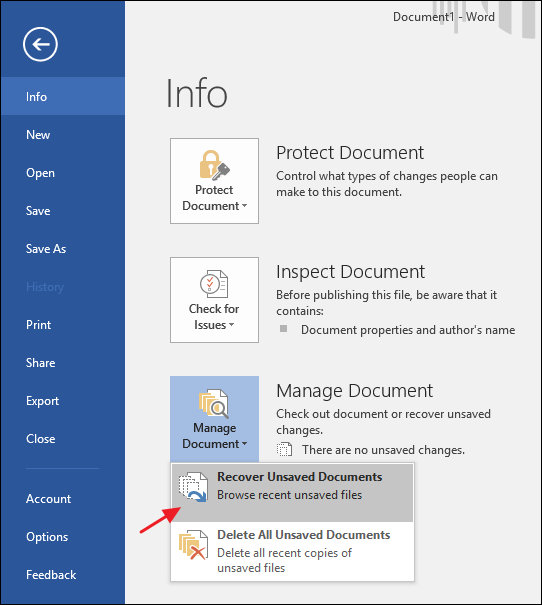 Document1 - Word
Info
New
Open
Save
Save As
History
Print
Share
Export
Close
Account
Options
Feedback
Info
Protect
Document
Protect Document
Control what types of changes people can
make to this document.
Check for
Issues
Inspect Document
Before publishing this file, be aware that it
contains:
Document properties and author's name
Manage
Document
Manage Document
Check out document or recover unsaved
changes.
There are no unsaved changes.
Recover Unsaved Documents
Browse recent unsaved files
Delete All Unsaved Documents
Delete all recent copies of
unsaved files